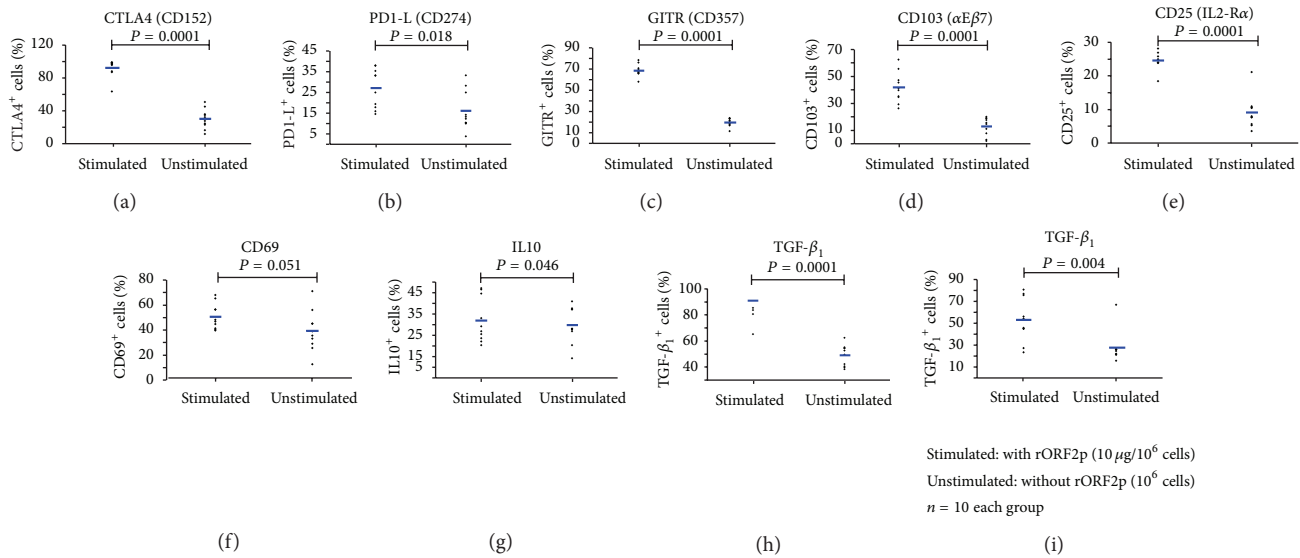 CTLA4 (CD152)
P = 0.0001
CTLA4⁺ cells (%)
120
80
40
0
Stimulated Unstimulated
(a)
PD1-L (CD274)
P = 0.018
PD1-L⁺ cells (%)
45
35
25
15
5
Stimulated Unstimulated
(b)
GITR (CD357)
P = 0.0001
GITR⁺ cells (%)
90
70
50
30
20
10
0
Stimulated Unstimulated
(c)
CD103 (αEβ7)
P = 0.0001
CD103⁺ cells (%)
70
50
30
10
0
Stimulated Unstimulated
(d)
CD25 (IL2-Rα)
P = 0.0001
CD25⁺ cells (%)
30
20
10
0
Stimulated Unstimulated
(e)
CD69
P = 0.051
CD69⁺ cells (%)
80
60
40
20
0
Stimulated Unstimulated
(f)
IL10
P = 0.046
IL10⁺ cells (%)
45
35
25
15
5
Stimulated Unstimulated
(g)
TGF-β₁
P = 0.0001
TGF-β₁⁺ cells (%)
100
80
60
40
Stimulated Unstimulated
(h)
TGF-β₁
P = 0.004
TGF-β₁⁺ cells (%)
90
70
50
30
10
Stimulated Unstimulated
Stimulated: with rORF2p (10 μg/10⁶ cells)
Unstimulated: without rORF2p (10⁶ cells)
n = 10 each group
(i)